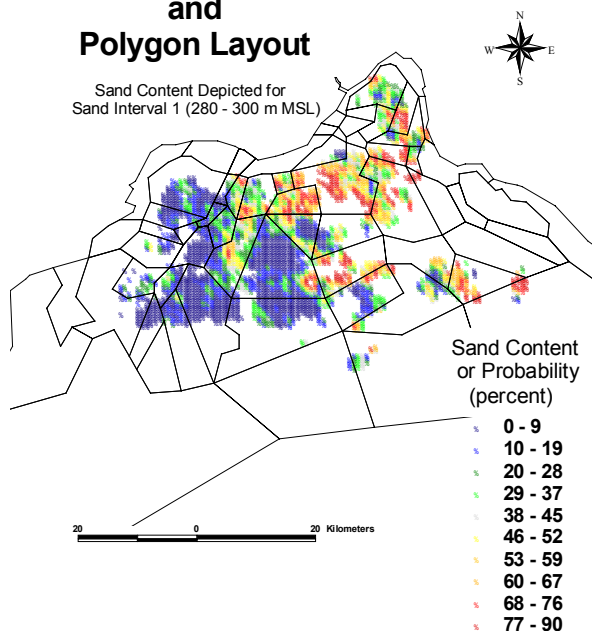 and
Polygon Layout
Sand Content Depicted for
Sand Interval 1 (280 - 300 m MSL)
N
W E
S
Sand Content
or Probability
(percent)
0 - 9
10 - 19
20 - 28
29 - 37
38 - 45
46 - 52
53 - 59
60 - 67
68 - 76
77 - 90
20 0 20 Kilometers